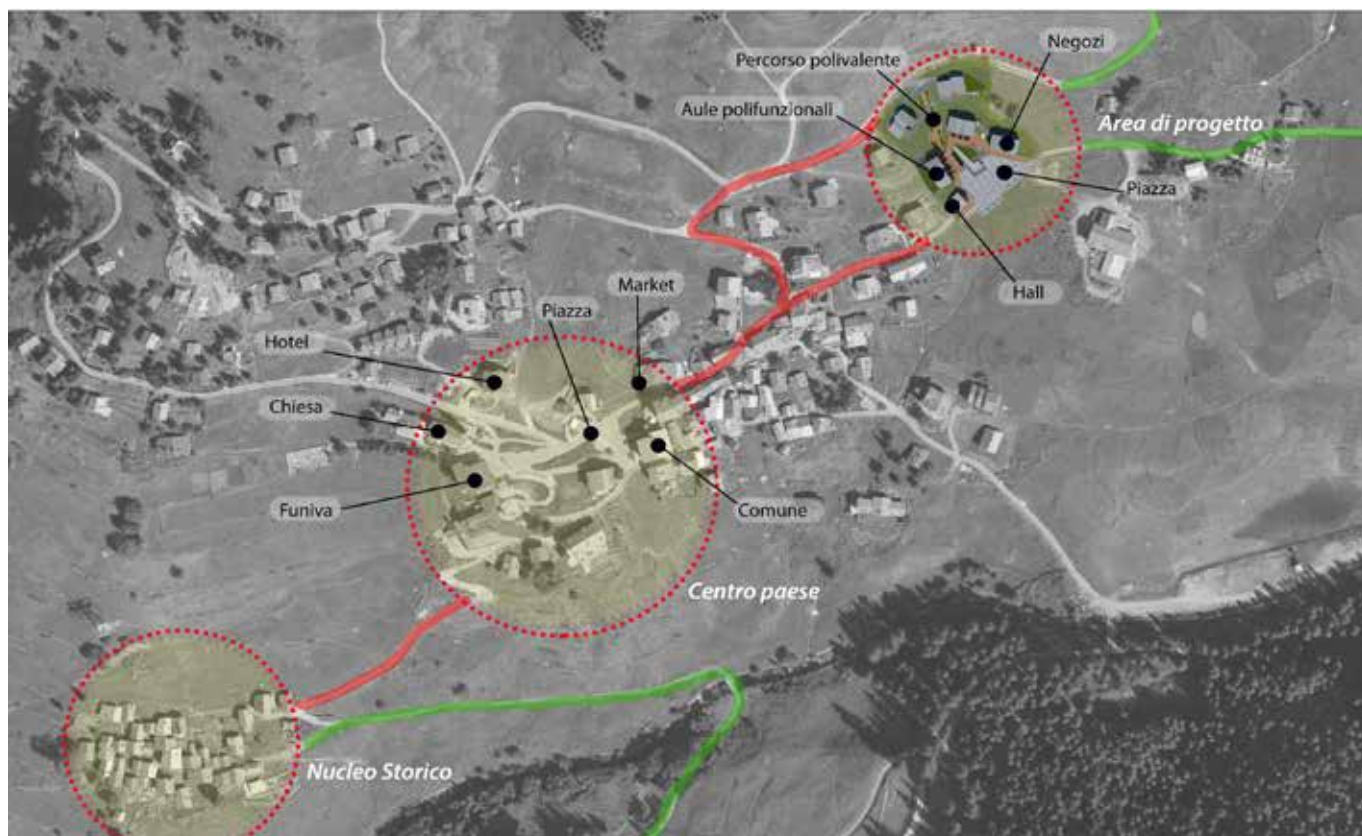 Negozi
Percorso polivalente
Aule polifunzionali
Area di progetto
Piazza
Hall
Market
Piazza
Hotel
Chiesa
Funiva
Comune
Centro paese
Nucleo Storico